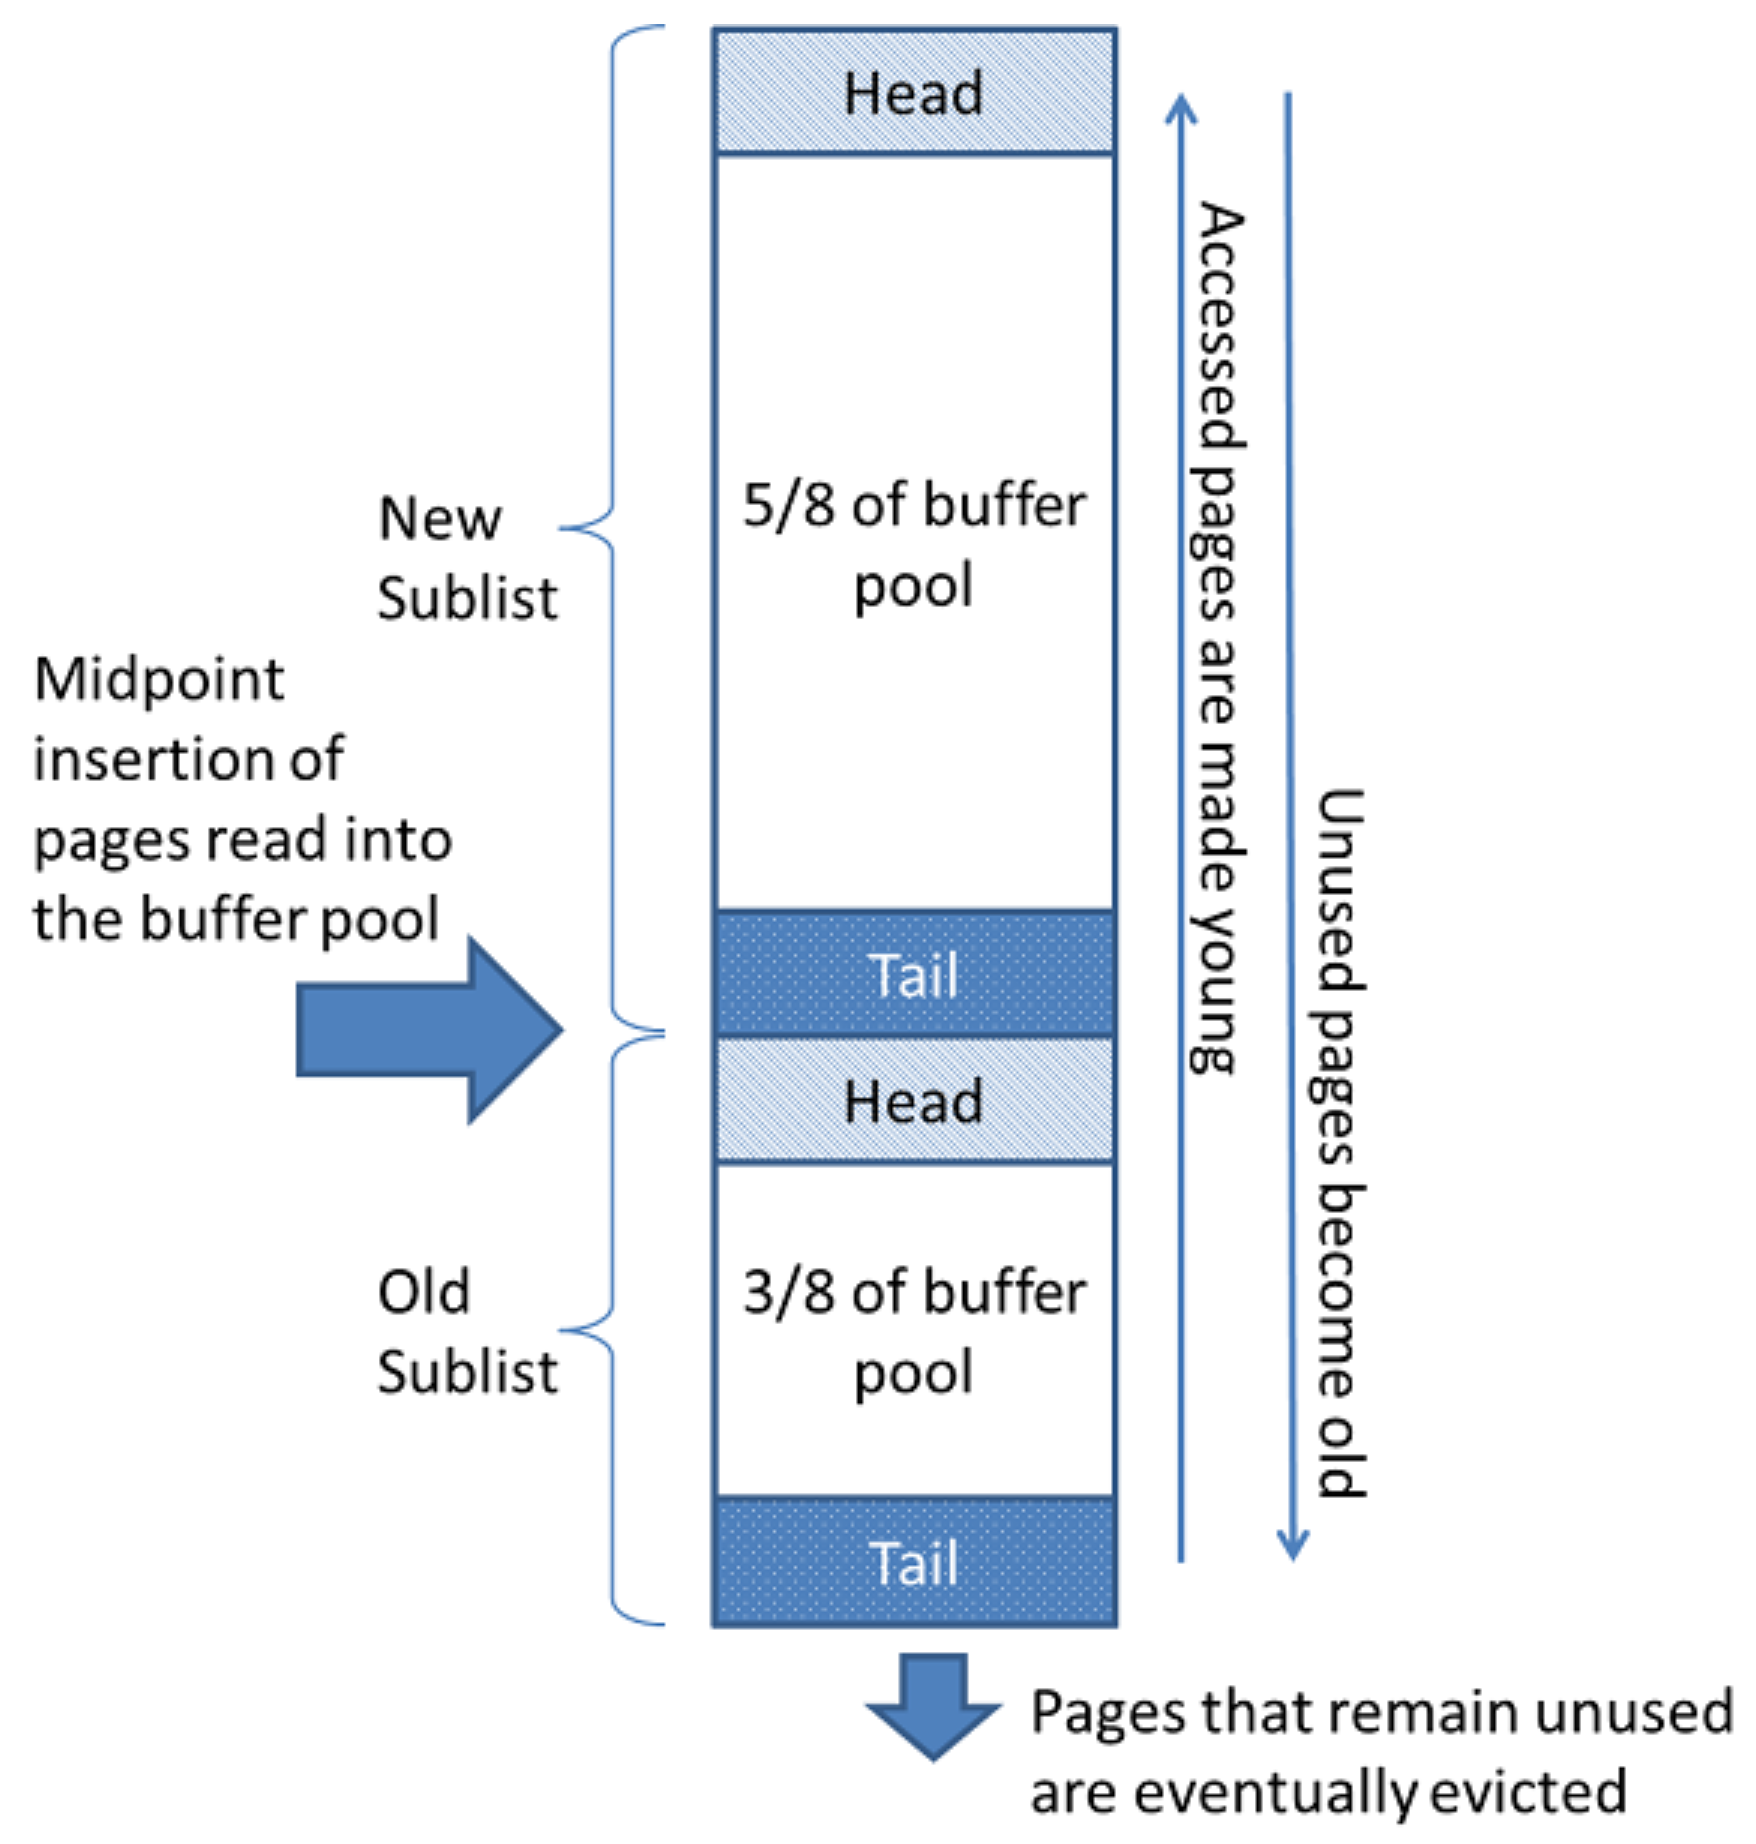 Head
5/8 of buffer
pool
New
Sublist
Midpoint
insertion of
pages read into
the buffer pool
Tail
Head
Old
Sublist
3/8 of buffer
pool
Tail
Accessed pages are made young
Unused pages become old
Pages that remain unused
are eventually evicted